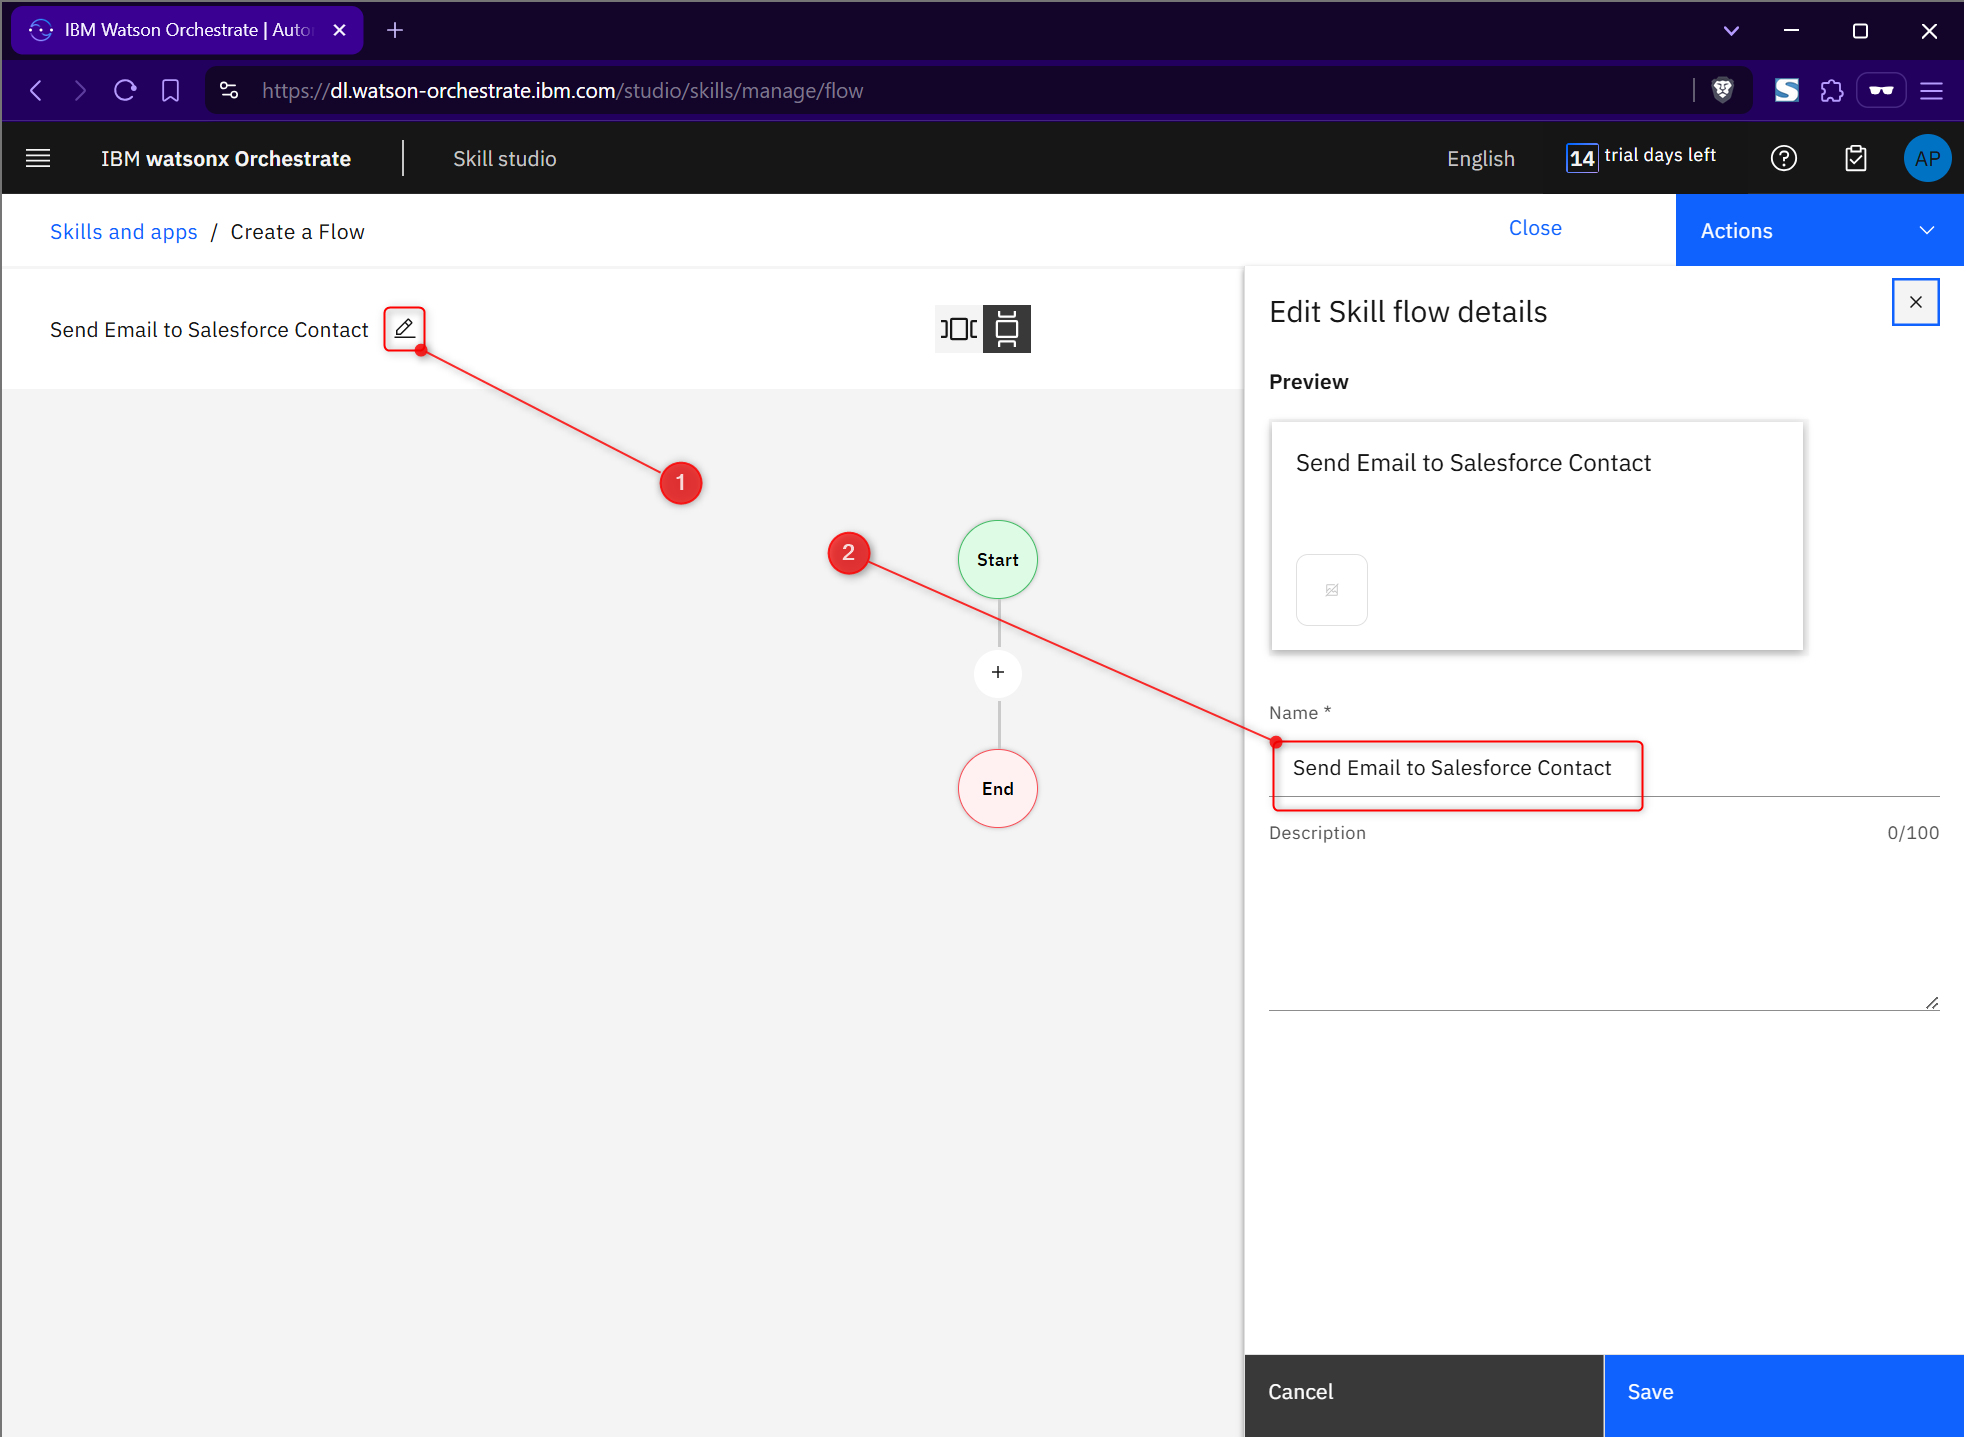 IBM Watson Orchestrate | Auto
https://dl.watson-orchestrate.ibm.com/studio/skills/manage/flow
IBM watsonx Orchestrate
Skill studio
English
14 trial days left
AP
Skills and apps / Create a Flow
Close
Actions
Send Email to Salesforce Contact
1
2
Start
+
End
Edit Skill flow details
Preview
Send Email to Salesforce Contact
Name *
Send Email to Salesforce Contact
Description
0/100
Cancel
Save